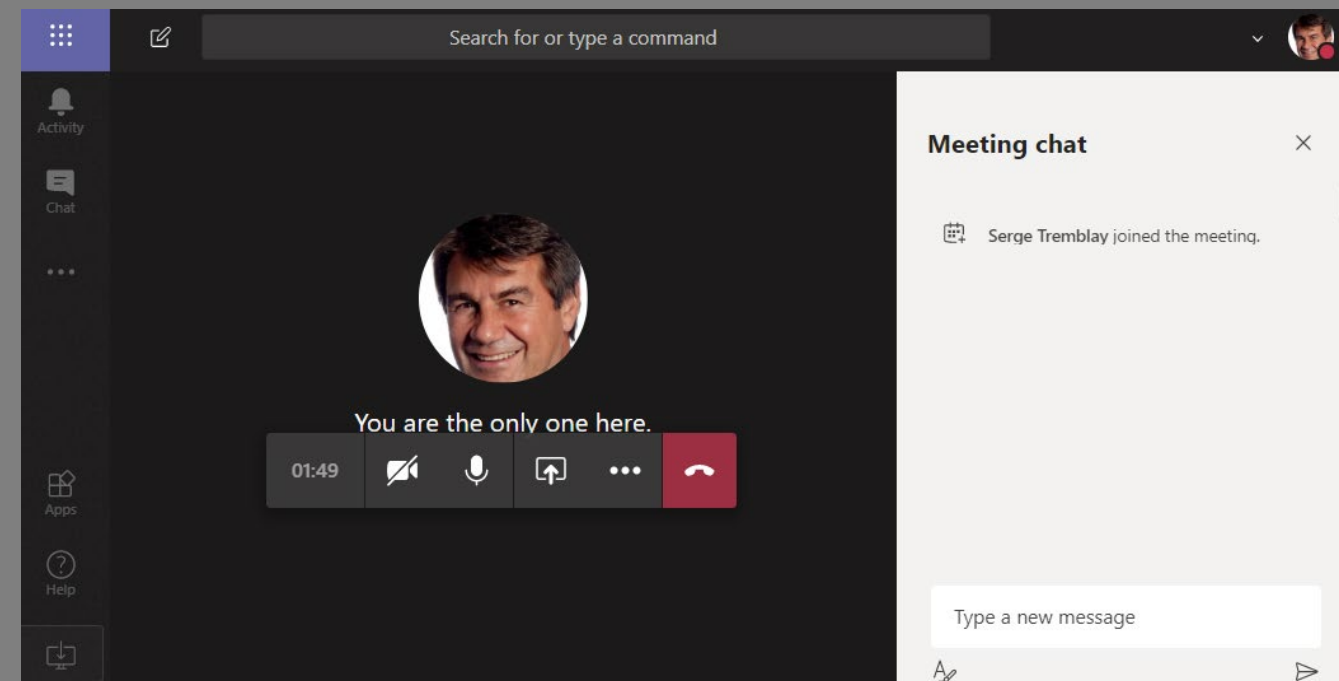 Search for or type a command
Activity
Chat
Apps
Help
You are the only one here.
01:49
Meeting chat
Serge Tremblay joined the meeting.
Type a new message